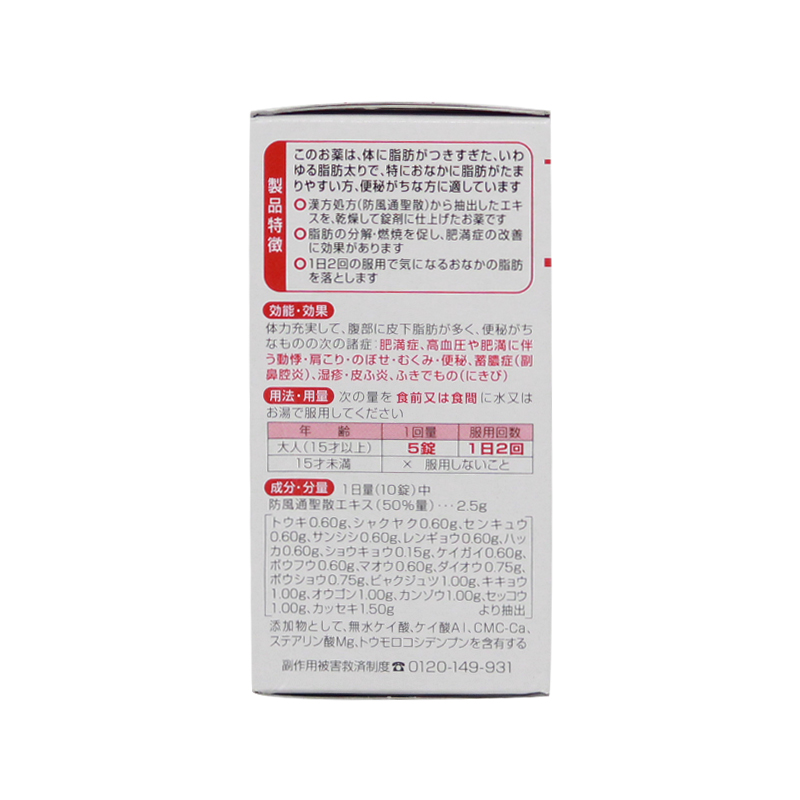 製品特徴
このお薬は、体に脂肪がつきすぎた、いわ
ゆる脂肪太りで、特におなかに脂肪がたま
りやすい方、便秘がちな方に適しています
○漢方処方(防風通聖散)から抽出したエキ
スを、乾燥して錠剤に仕上げたお薬です
○脂肪の分解・燃焼を促し、肥満症の改善
に効果があります
○1日2回の服用で気になるおなかの脂肪
を落とします
効能・効果
体力充実して、腹部に皮下脂肪が多く、便秘がち
なものの次の諸症:肥満症、高血圧や肥満に伴
う動悸・肩こり・のぼせ・むくみ・便秘、蓄膿症(副
鼻腔炎)、湿疹・皮ふ炎、ふきでもの(にきび)
用法・用量 次の量を食前又は食間に水又は
お湯で服用してください
年齢 1回量 服用回数
大人(15才以上) 5錠 1日2回
15才未満 × 服用しないこと
成分・分量 1日量(10錠)中
防風通聖散エキス(50%量)…2.5g
トウキ0.60g、シャクヤク0.60g、センキュウ
0.60g、サンシシ0.60g、レンギョウ0.60g、ハッ
カ0.60g、ショウキョウ0.15g、ケイガイ0.60g、
ボウフウ0.60g、マオウ0.60g、ダイオウ0.75g、
ボウショウ0.75g、ビャクジュツ1.00g、キキョウ
1.00g、オウゴン1.00g、カンゾウ1.00g、セッコウ
1.00g、カッセキ1.50g より抽出
添加物として、無水ケイ酸、ケイ酸Al、CMC-Ca、
ステアリン酸Mg、トウモロコシデンプンを含有する
副作用被害救済制度☎0120-149-931